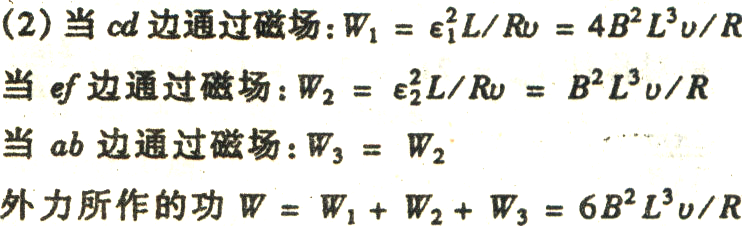 (2) 当 cd 边通过磁场: W₁ = ε₁²L/Rυ = 4B²L³υ/R
当 ef 边通过磁场: W₂ = ε₂²L/Rυ = B²L³υ/R
当 ab 边通过磁场: W₃ = W₂
外力所作的功 W = W₁ + W₂ + W₃ = 6B²L³υ/R